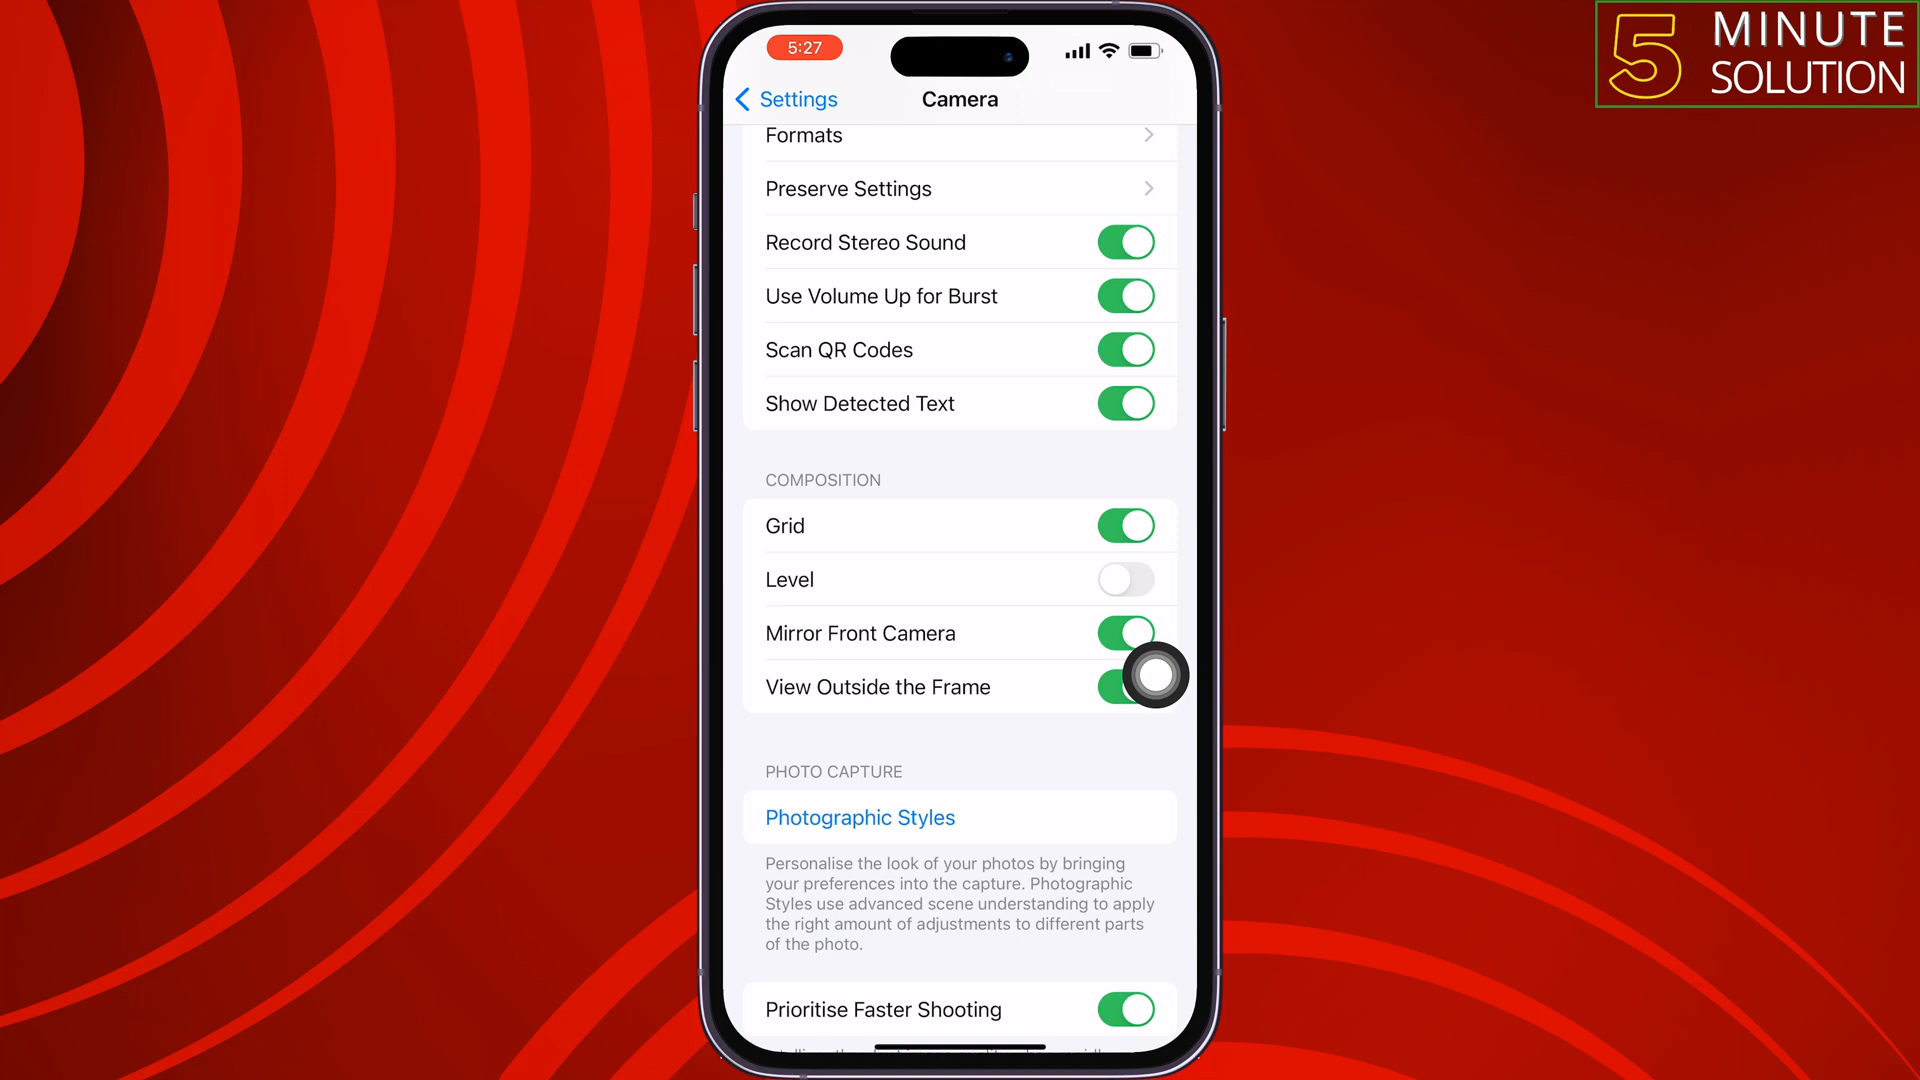 5 MINUTE
SOLUTION
5:27
Settings
Camera
Formats
Preserve Settings
Record Stereo Sound
Use Volume Up for Burst
Scan QR Codes
Show Detected Text
COMPOSITION
Grid
Level
Mirror Front Camera
View Outside the Frame
PHOTO CAPTURE
Photographic Styles
Personalise the look of your photos by bringing
your preferences into the capture. Photographic
Styles use advanced scene understanding to apply
the right amount of adjustments to different parts
of the photo.
Prioritise Faster Shooting